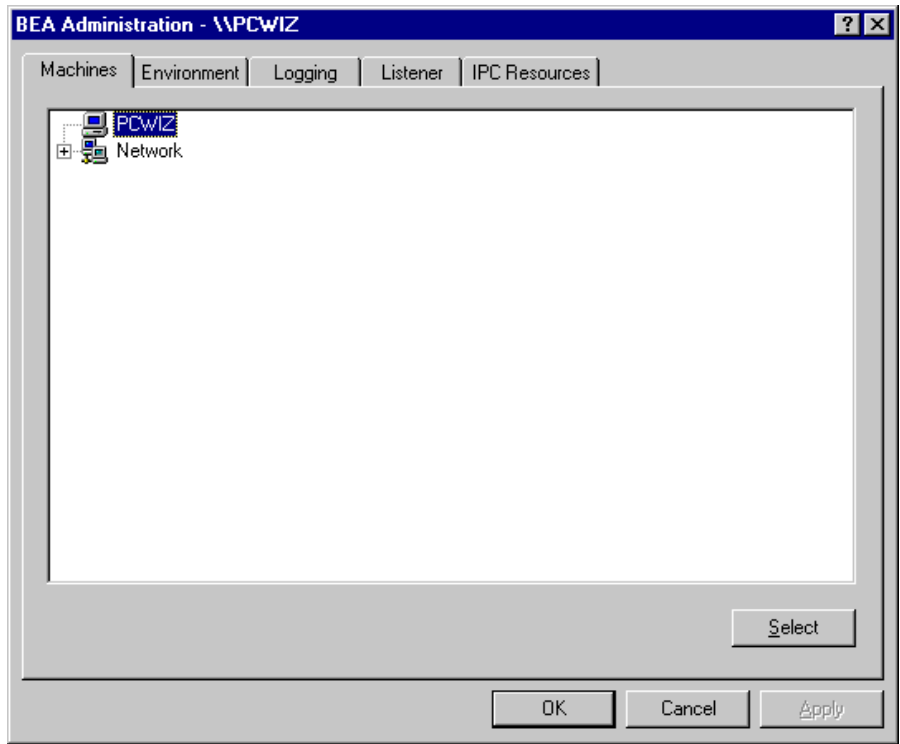 BEA Administration - \\PCWIZ
Machines Environment Logging Listener IPC Resources
PCWIZ
Network
Select
OK Cancel Apply